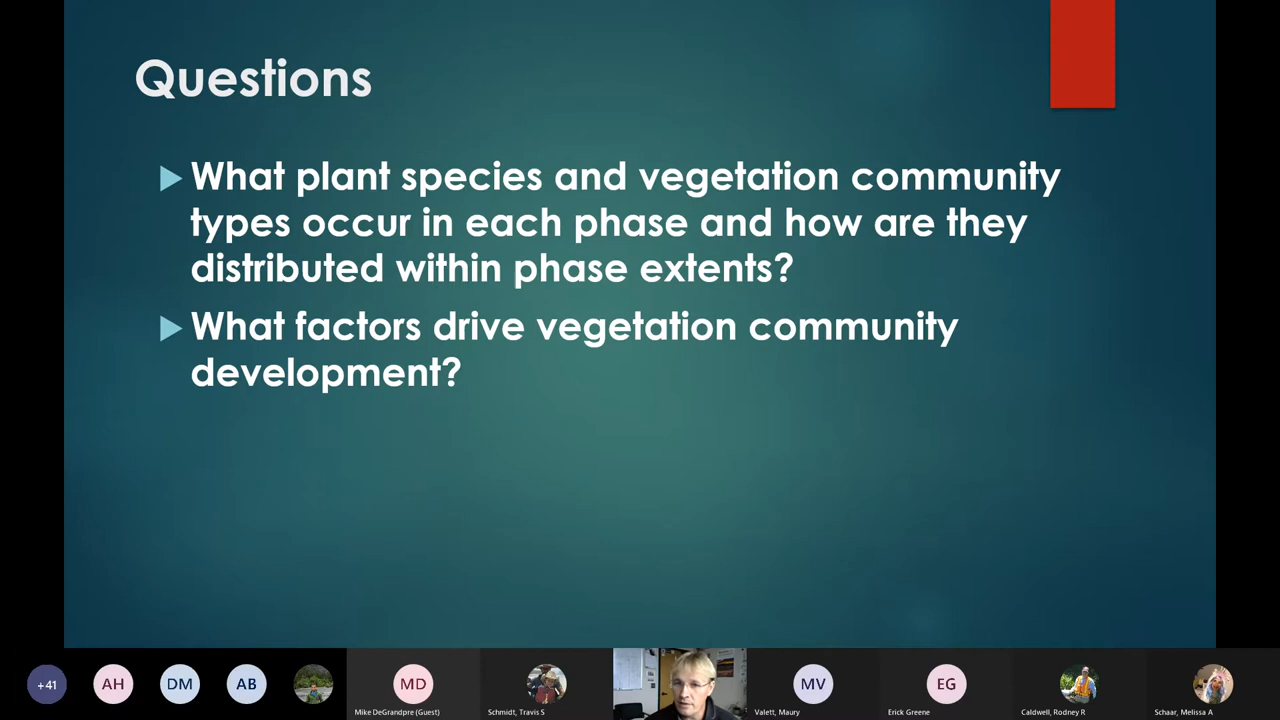 Questions
What plant species and vegetation community
types occur in each phase and how are they
distributed within phase extents?
What factors drive vegetation community
development?
+41
AH
DM
AB
MD
MV
EG
Mike DeGrandpre (Guest)
Schmidt, Travis S
Valett, Maury
Erick Greene
Caldwell, Rodney R
Schaar, Melissa A